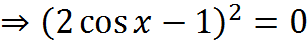 ⇒ (2 cos x − 1)² = 0